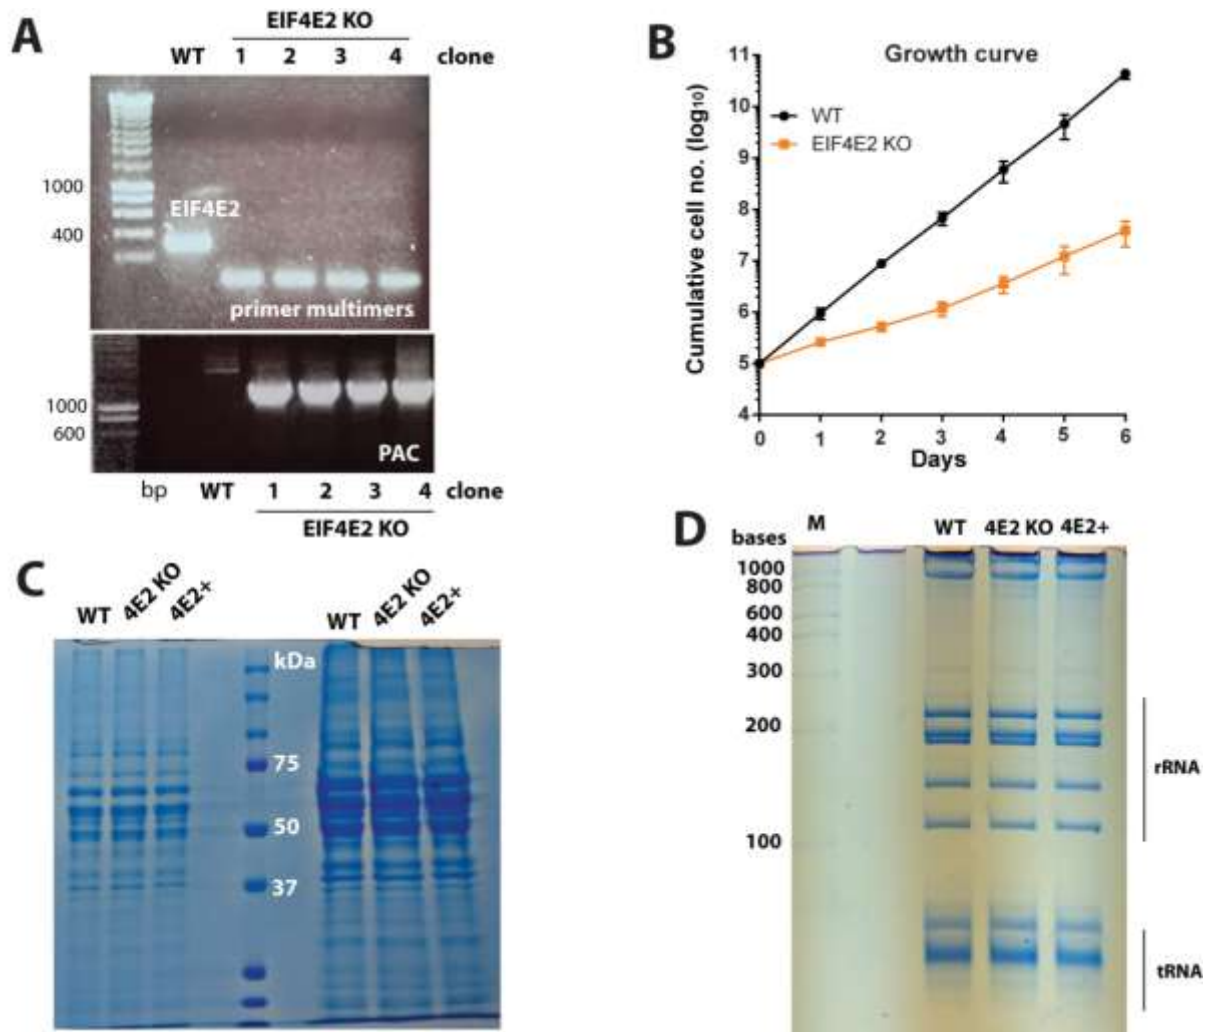 A
EIF4E2 KO
WT 1 2 3 4 clone
1000
EIF4E2
400
primer multimers
1000
600
PAC
bp WT 1 2 3 4 clone
EIF4E2 KO
B
Growth curve
Cumulative cell no. (log10)
11
10
9
8
7
6
5
4
WT
EIF4E2 KO
0 1 2 3 4 5 6
Days
C
WT 4E2 KO 4E2+
WT 4E2 KO 4E2+
kDa
75
50
37
D
M WT 4E2 KO 4E2+
bases
1000
800
600
400
300
200
100
rRNA
tRNA